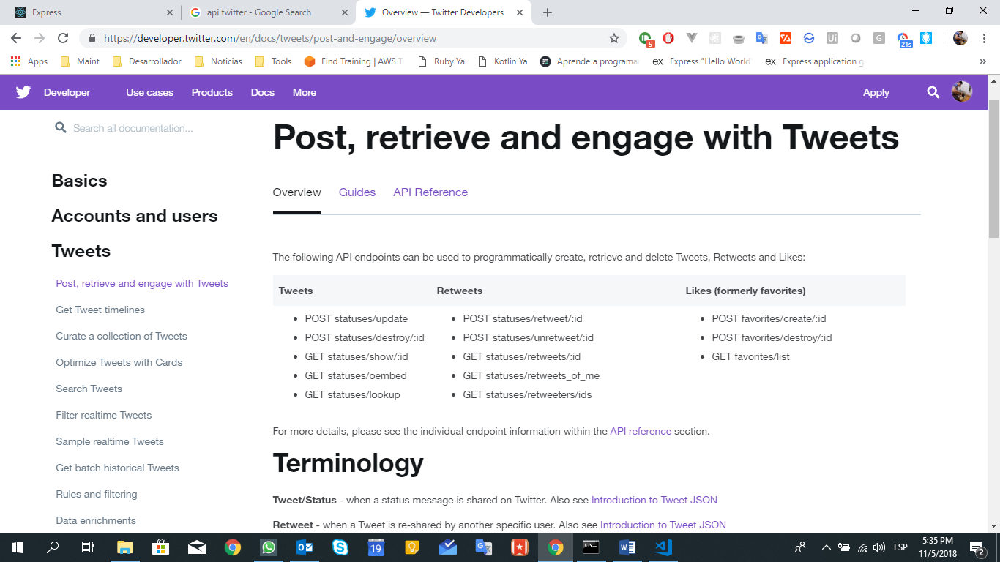 Express
api twitter - Google Search
Overview — Twitter Developers
https://developer.twitter.com/en/docs/tweets/post-and-engage/overview
5
Ui
G
21s
Apps
Maint
Desarrollador
Noticias
Tools
Find Training | AWS T
Ruby Ya
Kotlin Ya
Aprende a programa
ex Express "Hello World"
ex Express application g
»
Developer
Use cases
Products
Docs
More
Apply
Search all documentation...
Basics
Accounts and users
Tweets
Post, retrieve and engage with Tweets
Get Tweet timelines
Curate a collection of Tweets
Optimize Tweets with Cards
Search Tweets
Filter realtime Tweets
Sample realtime Tweets
Get batch historical Tweets
Rules and filtering
Data enrichments
Post, retrieve and engage with Tweets
Overview
Guides
API Reference
The following API endpoints can be used to programmatically create, retrieve and delete Tweets, Retweets and Likes:
Tweets
• POST statuses/update
• POST statuses/destroy/:id
• GET statuses/show/:id
• GET statuses/oembed
• GET statuses/lookup
Retweets
• POST statuses/retweet/:id
• POST statuses/unretweet/:id
• GET statuses/retweets/:id
• GET statuses/retweets_of_me
• GET statuses/retweeters/ids
Likes (formerly favorites)
• POST favorites/create/:id
• POST favorites/destroy/:id
• GET favorites/list
For more details, please see the individual endpoint information within the API reference section.
Terminology
Tweet/Status - when a status message is shared on Twitter. Also see Introduction to Tweet JSON
Retweet - when a Tweet is re-shared by another specific user. Also see Introduction to Tweet JSON
19
ESP
5:35 PM
11/5/2018
2